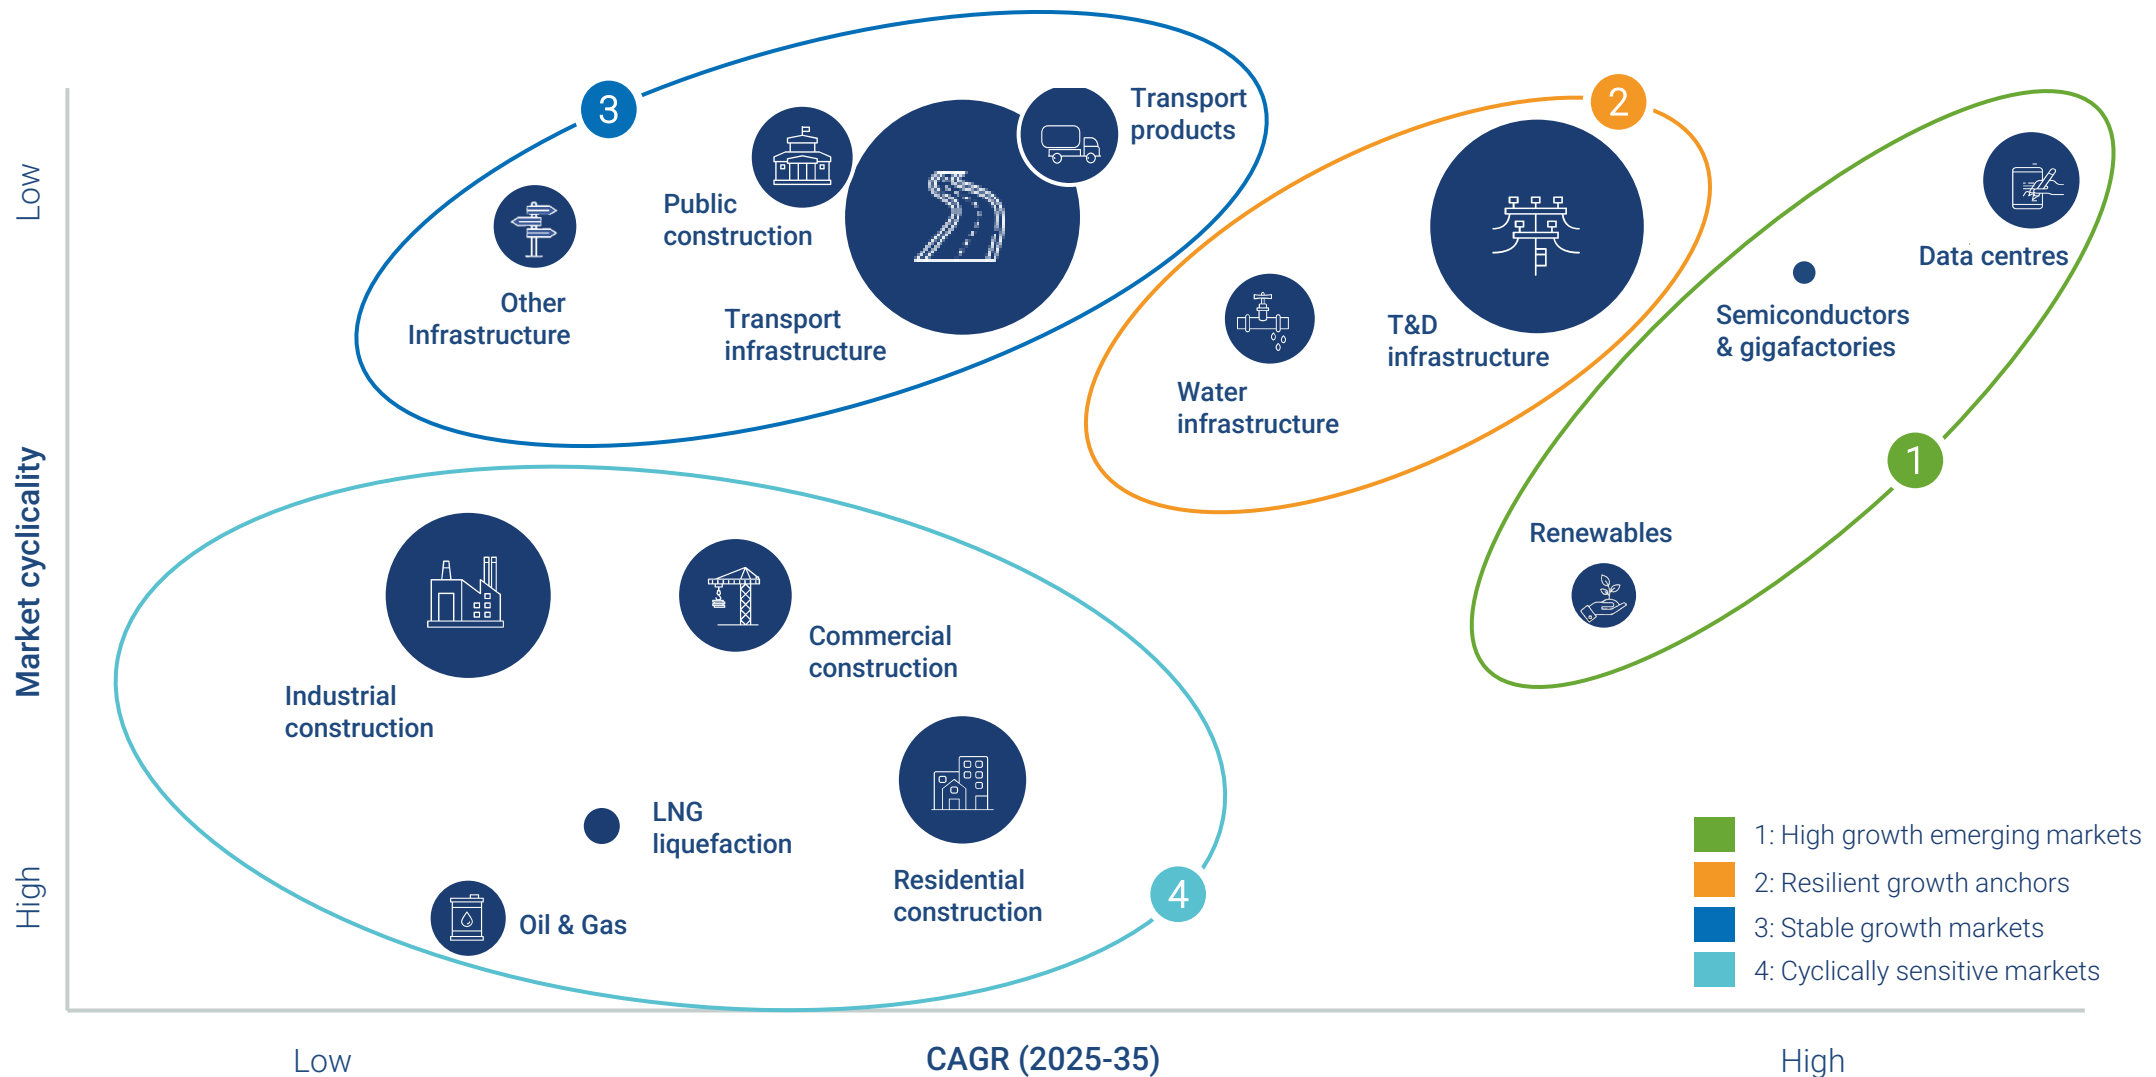 3
Transport
products
2
Low
Public
construction
Data centres
Other
Infrastructure
Transport
infrastructure
T&D
infrastructure
Semiconductors
& gigafactories
Water
infrastructure
1
Market cyclicality
Renewables
Commercial
construction
Industrial
construction
LNG
liquefaction
Residential
construction
4
High
Oil & Gas
1: High growth emerging markets
2: Resilient growth anchors
3: Stable growth markets
4: Cyclically sensitive markets
Low
CAGR (2025-35)
High